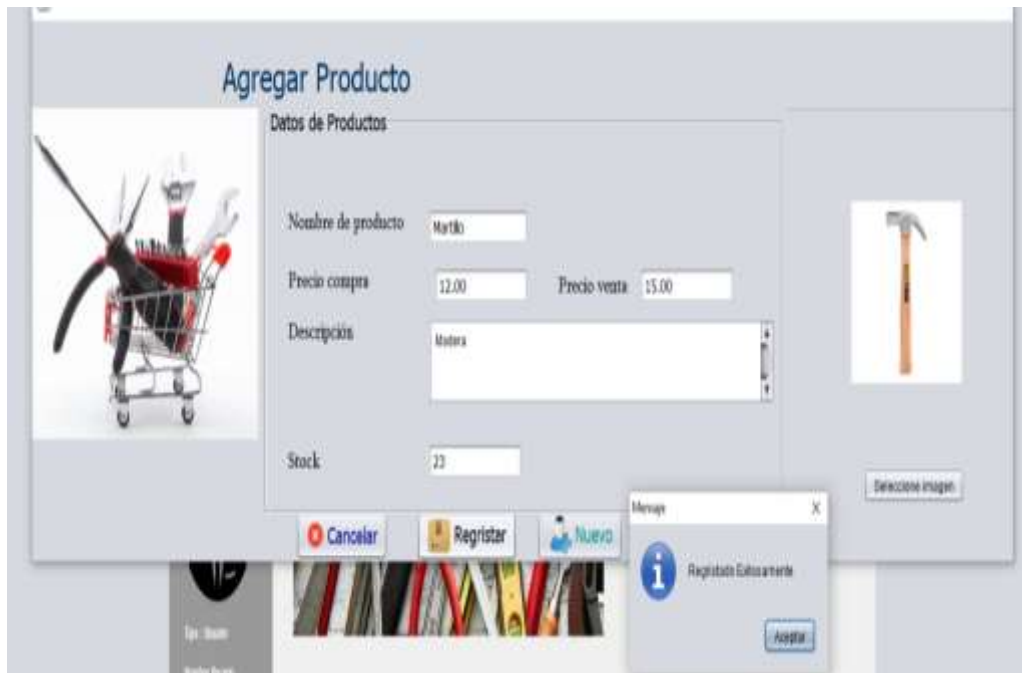 Agregar Producto
Datos de Productos
Nombre de producto Martillo
Precio compra 12.00 Precio venta 15.00
Descripción Madera
Stock 23
Seleccione imagen
Cancelar Regristar Nuevo
Mensaje X
Registado Exitosamente
Aceptar